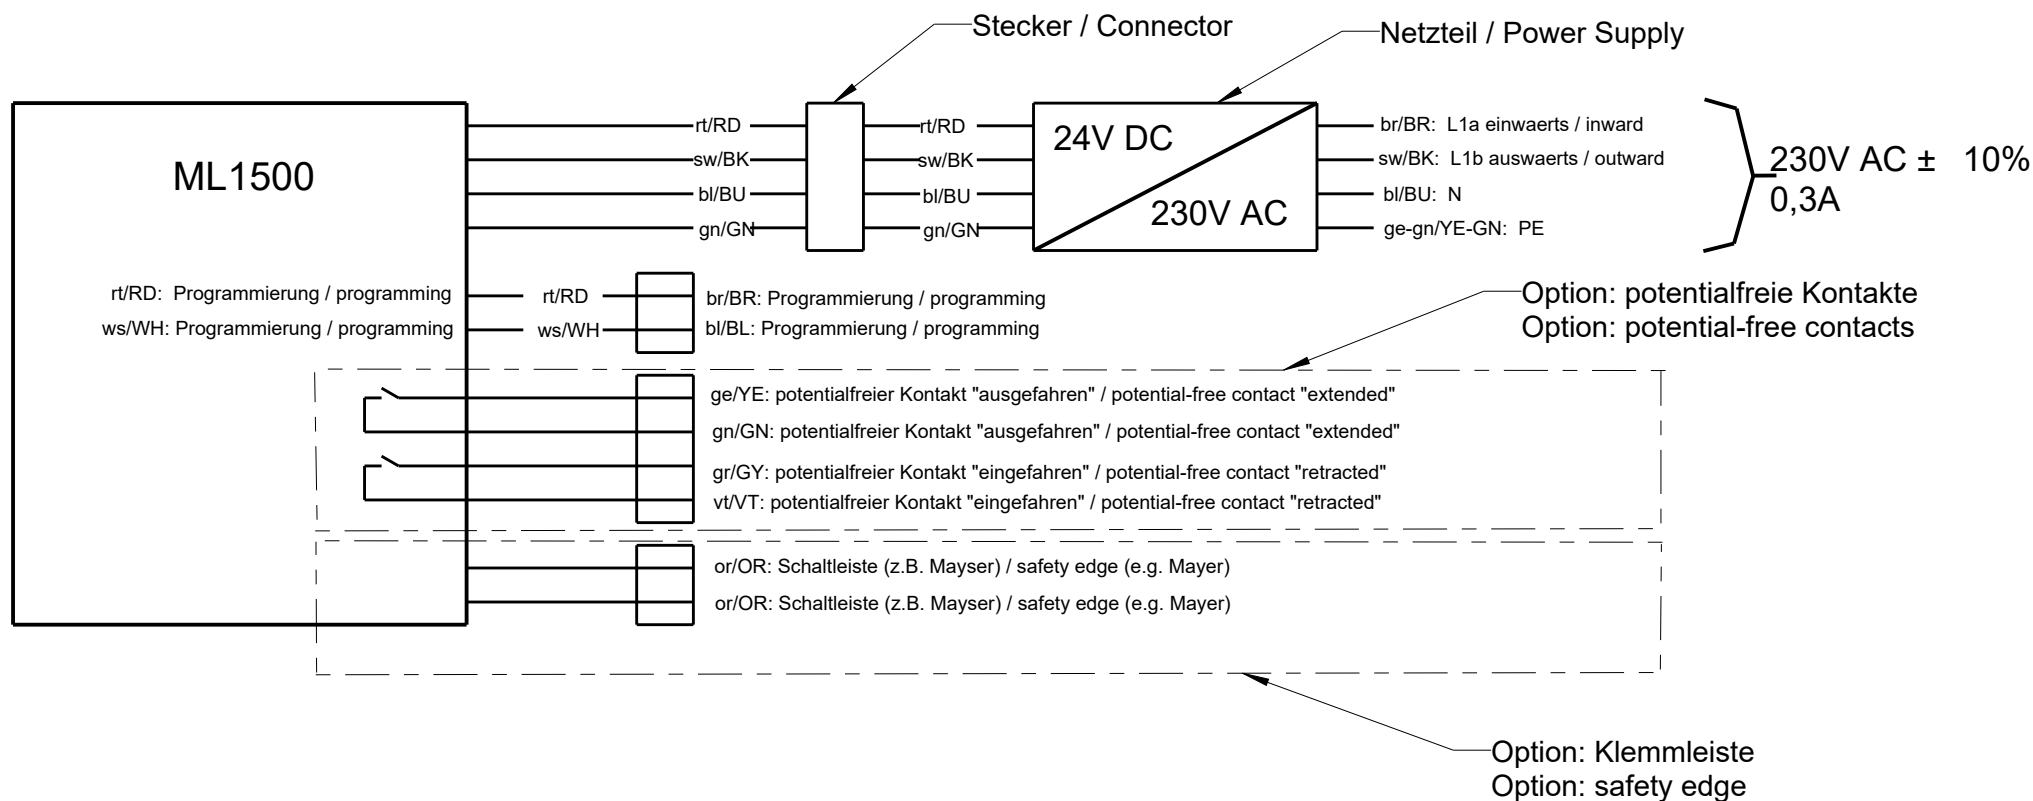 Stecker / Connector
Netzteil / Power Supply
ML1500
rt/RD
rt/RD
sw/BK
sw/BK
bl/BU
bl/BU
gn/GN
gn/GN
24V DC
230V AC
br/BR: L1a einwaerts / inward
sw/BK: L1b auswaerts / outward
bl/BU: N
ge-gn/YE-GN: PE
230V AC ± 10%
0,3A
rt/RD: Programmierung / programming
rt/RD
br/BR: Programmierung / programming
ws/WH: Programmierung / programming
ws/WH
bl/BL: Programmierung / programming
Option: potentialfreie Kontakte
Option: potential-free contacts
ge/YE: potentialfreier Kontakt "ausgefahren" / potential-free contact "extended"
gn/GN: potentialfreier Kontakt "ausgefahren" / potential-free contact "extended"
gr/GY: potentialfreier Kontakt "eingefahren" / potential-free contact "retracted"
vt/VT: potentialfreier Kontakt "eingefahren" / potential-free contact "retracted"
or/OR: Schaltleiste (z.B. Mayser) / safety edge (e.g. Mayer)
or/OR: Schaltleiste (z.B. Mayser) / safety edge (e.g. Mayer)
Option: Klemmleiste
Option: safety edge